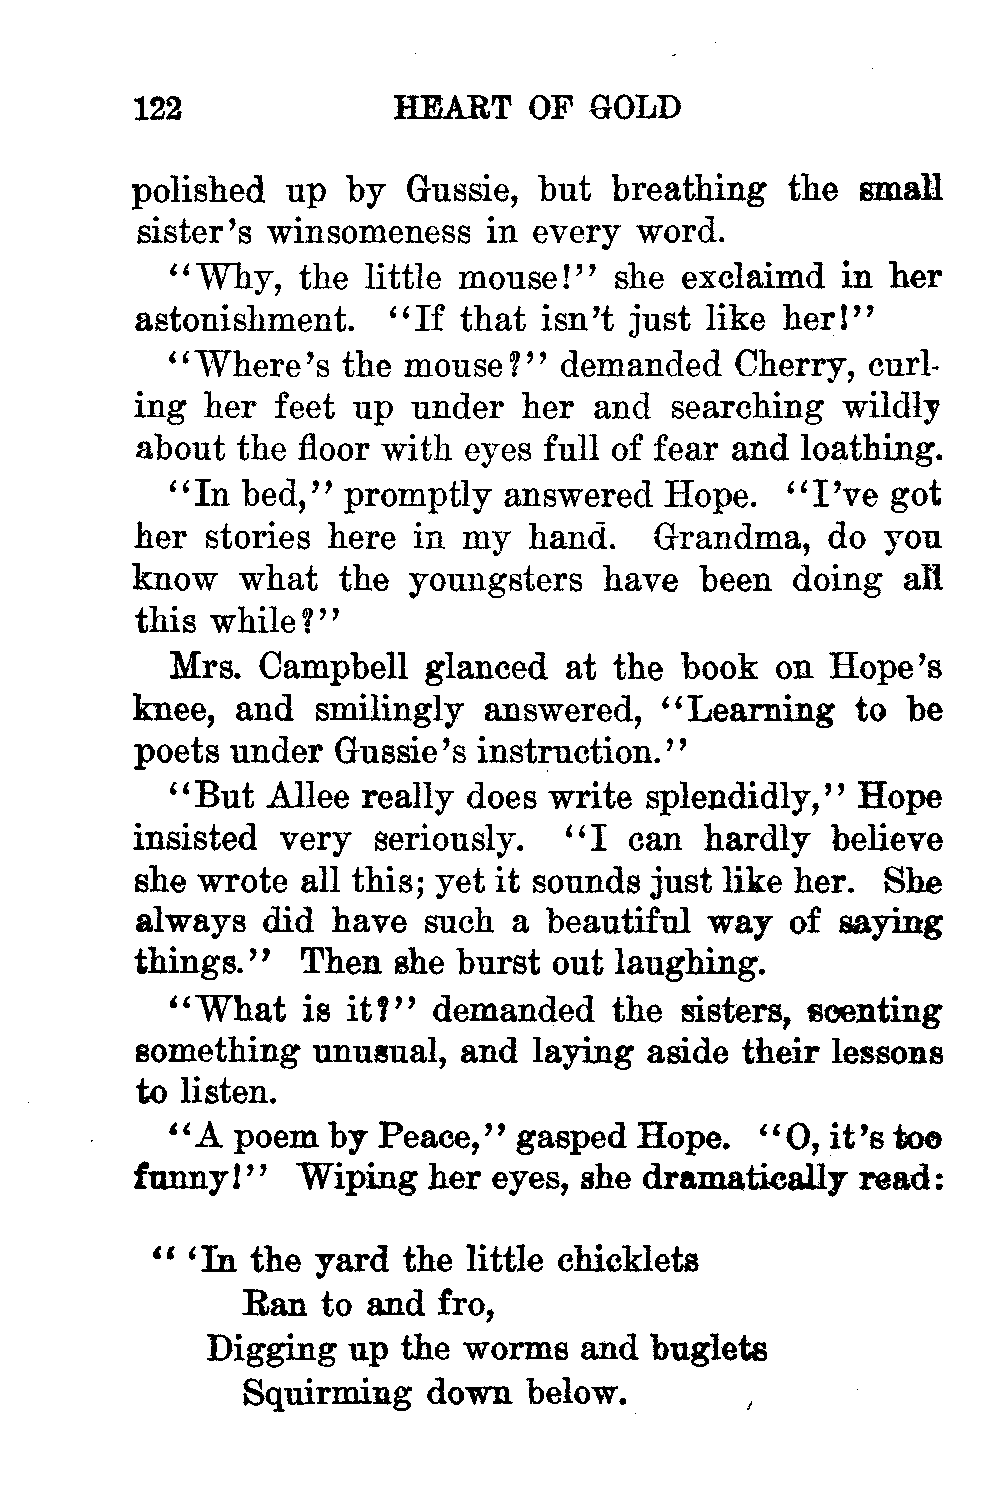 122 HEART OF GOLD
polished up by Gussie, but breathing the small
sister's winsomeness in every word.
"Why, the little mouse!" she exclaimd in her
astonishment. "If that isn't just like her!"
"Where's the mouse?" demanded Cherry, curl-
ing her feet up under her and searching wildly
about the floor with eyes full of fear and loathing.
"In bed," promptly answered Hope. "I've got
her stories here in my hand. Grandma, do you
know what the youngsters have been doing all
this while?"
Mrs. Campbell glanced at the book on Hope's
knee, and smilingly answered, "Learning to be
poets under Gussie's instruction."
"But Allee really does write splendidly," Hope
insisted very seriously. "I can hardly believe
she wrote all this; yet it sounds just like her. She
always did have such a beautiful way of saying
things." Then she burst out laughing.
"What is it?" demanded the sisters, scenting
something unusual, and laying aside their lessons
to listen.
"A poem by Peace," gasped Hope. "O, it's too
funny!" Wiping her eyes, she dramatically read:
" 'In the yard the little chicklets
Ran to and fro,
Digging up the worms and buglets
Squirming down below.